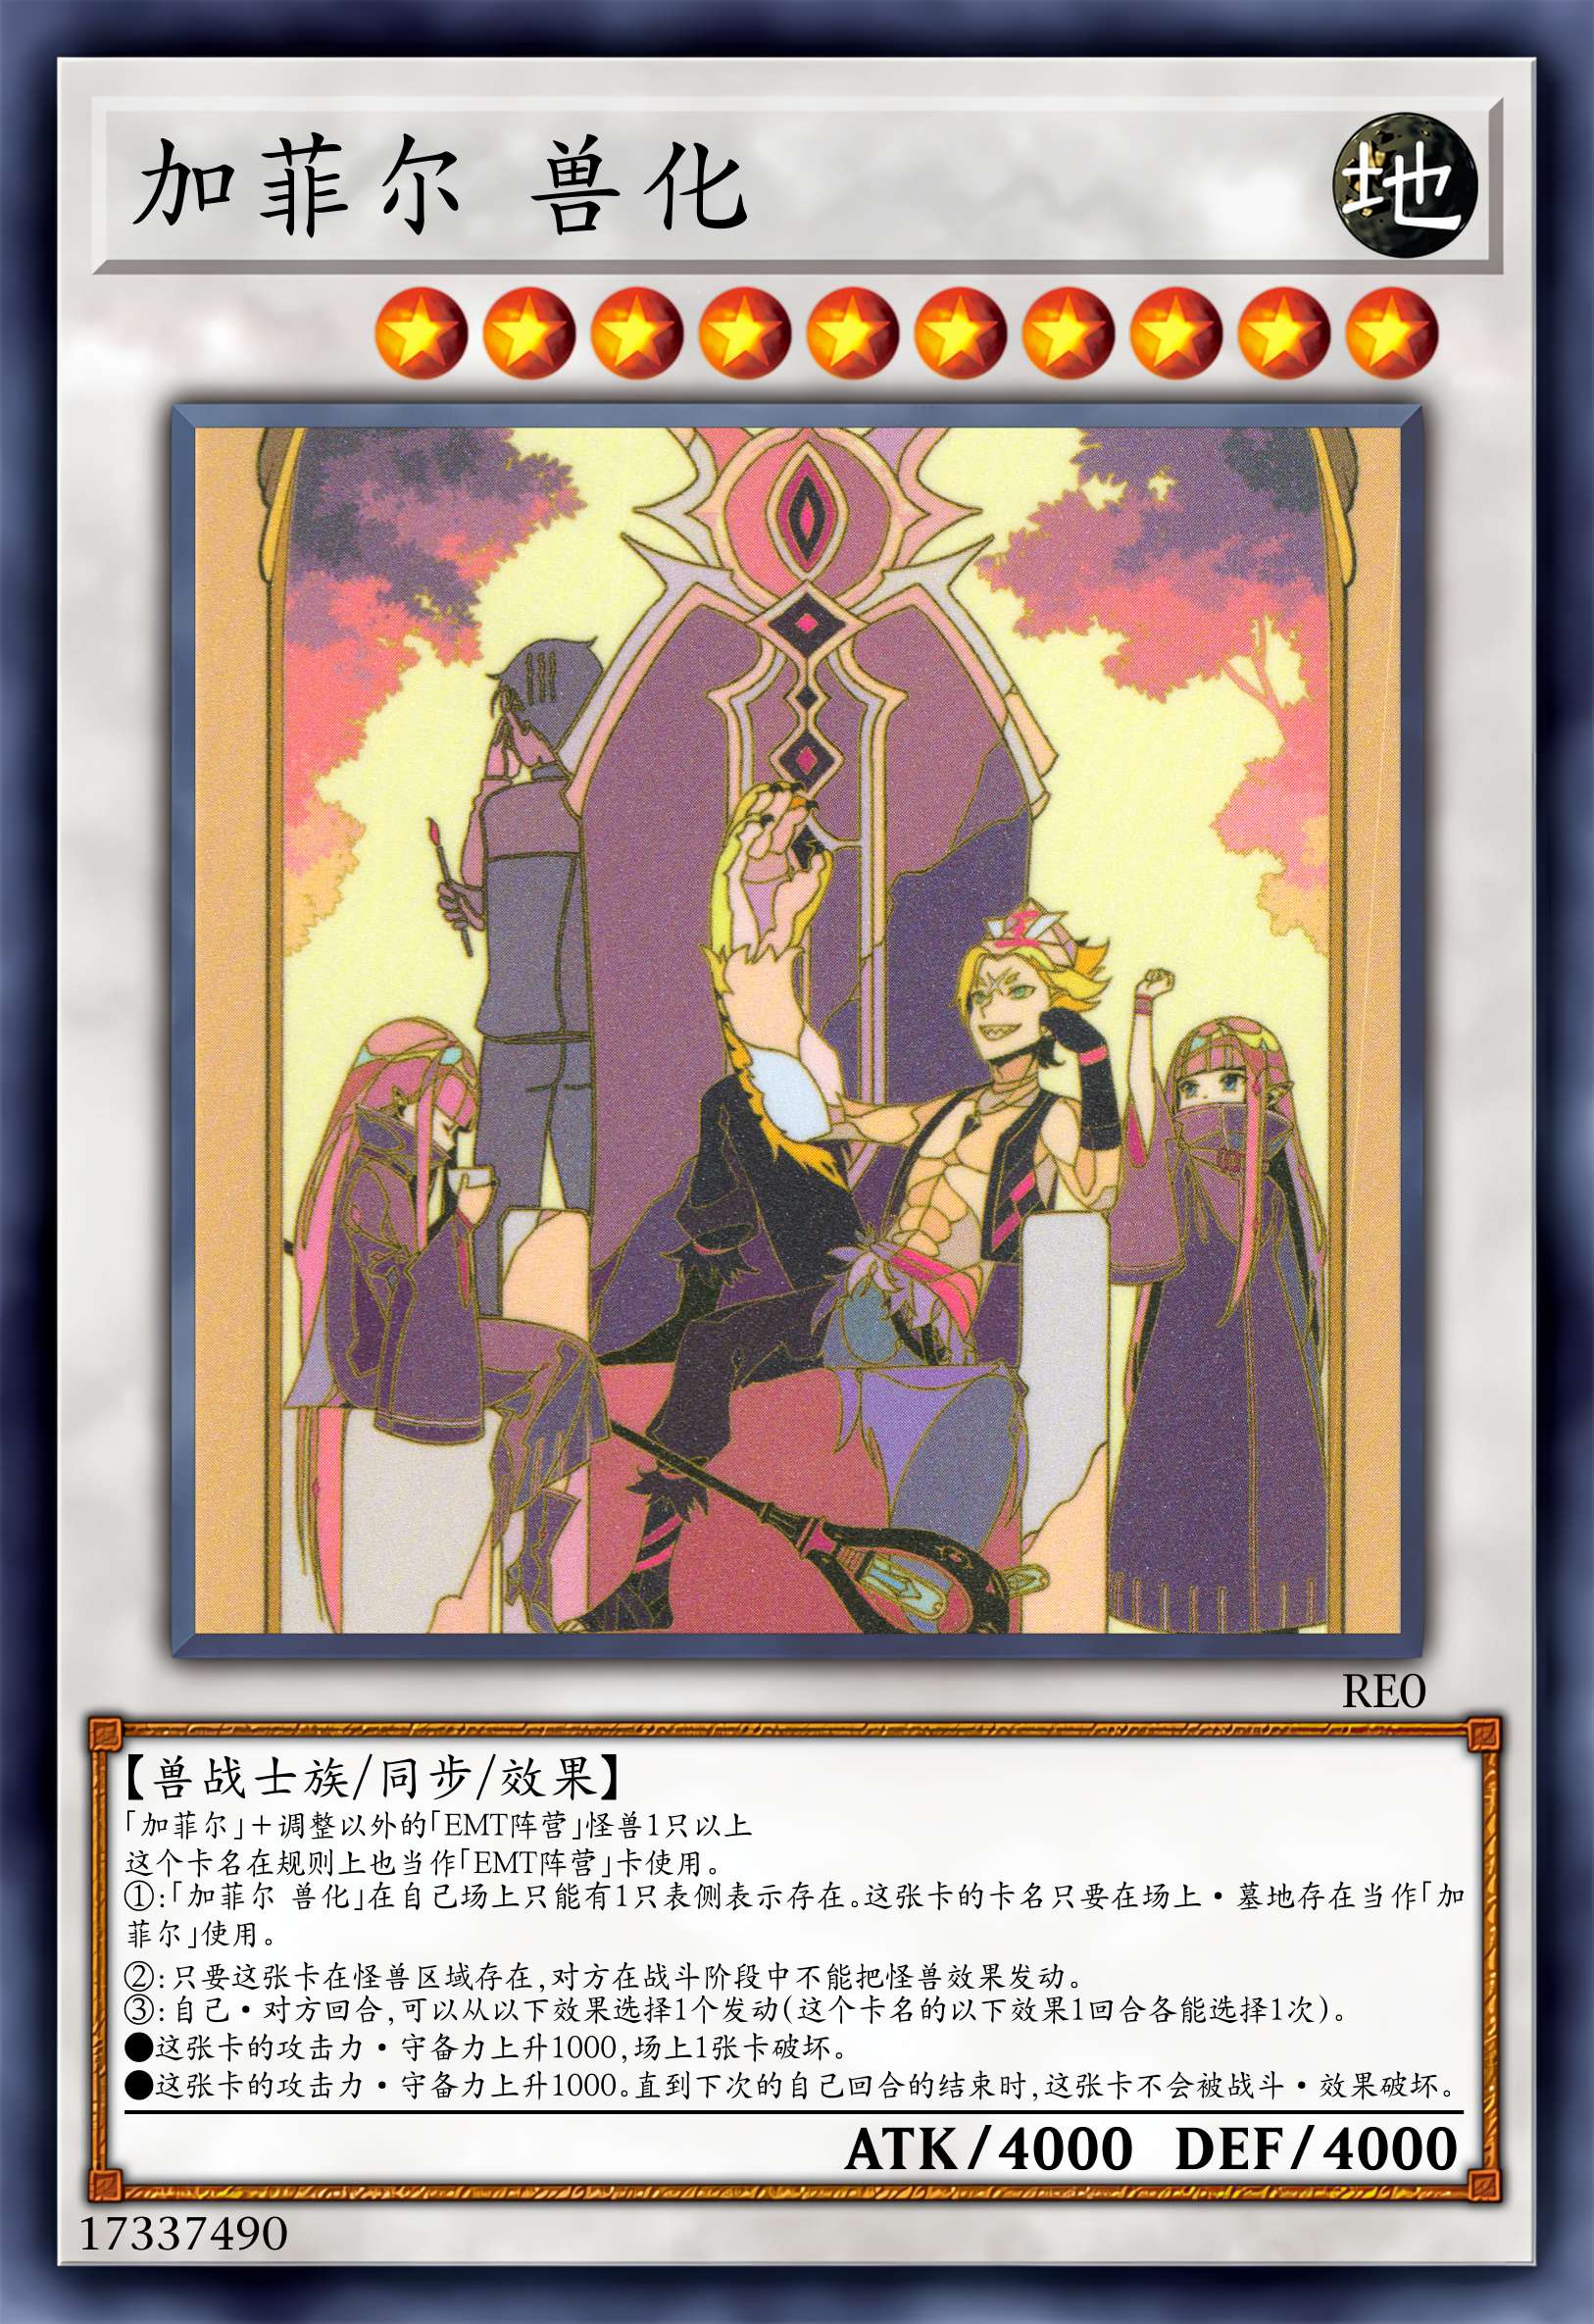 加菲尔 兽化
地
REO
【兽战士族/同步/效果】
「加菲尔」+调整以外的「EMT阵营」怪兽1只以上
这个卡名在规则上也当作「EMT阵营」卡使用。
①:「加菲尔 兽化」在自己场上只能有1只表侧表示存在。这张卡的卡名只要在场上·墓地存在当作「加
菲尔」使用。
②:只要这张卡在怪兽区域存在,对方在战斗阶段中不能把怪兽效果发动。
③:自己·对方回合,可以从以下效果选择1个发动(这个卡名的以下效果1回合各能选择1次)。
●这张卡的攻击力·守备力上升1000,场上1张卡破坏。
●这张卡的攻击力·守备力上升1000。直到下次的自己回合的结束时,这张卡不会被战斗·效果破坏。
ATK/4000 DEF/4000
17337490